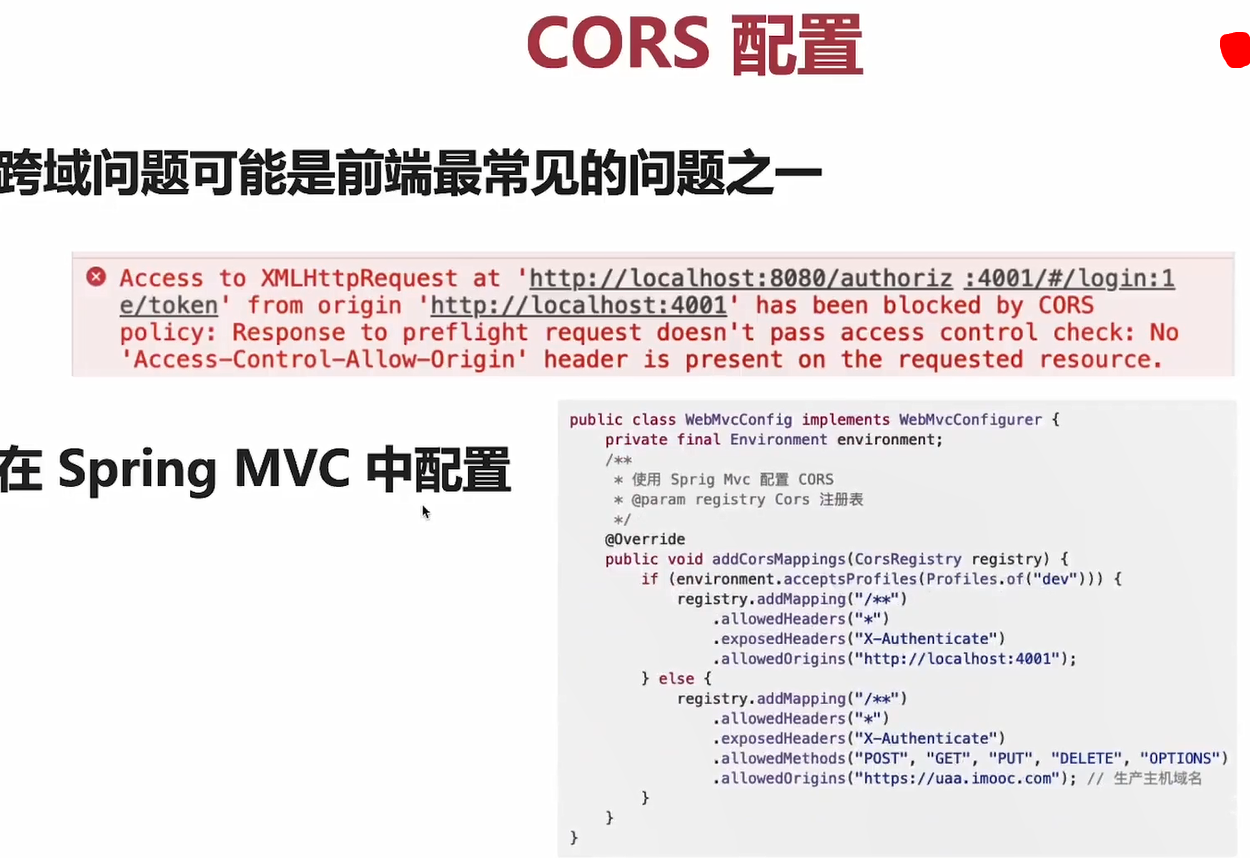 CORS 配置
跨域问题可能是前端最常见的问题之一
Access to XMLHttpRequest at 'http://localhost:8080/authoriz :4001/#/login:1
e/token' from origin 'http://localhost:4001' has been blocked by CORS
policy: Response to preflight request doesn't pass access control check: No
'Access-Control-Allow-Origin' header is present on the requested resource.
在 Spring MVC 中配置
public class WebMvcConfig implements WebMvcConfigurer {
    private final Environment environment;
    /**
     * 使用 Sprig Mvc 配置 CORS
     * @param registry Cors 注册表
     */
    @Override
    public void addCorsMappings(CorsRegistry registry) {
        if (environment.acceptsProfiles(Profiles.of("dev"))) {
            registry.addMapping("/**")
                .allowedHeaders("*")
                .exposedHeaders("X-Authenticate")
                .allowedOrigins("http://localhost:4001");
        } else {
            registry.addMapping("/**")
                .allowedHeaders("*")
                .exposedHeaders("X-Authenticate")
                .allowedMethods("POST", "GET", "PUT", "DELETE", "OPTIONS")
                .allowedOrigins("https://uaa.imooc.com"); // 生产主机域名
        }
    }
}